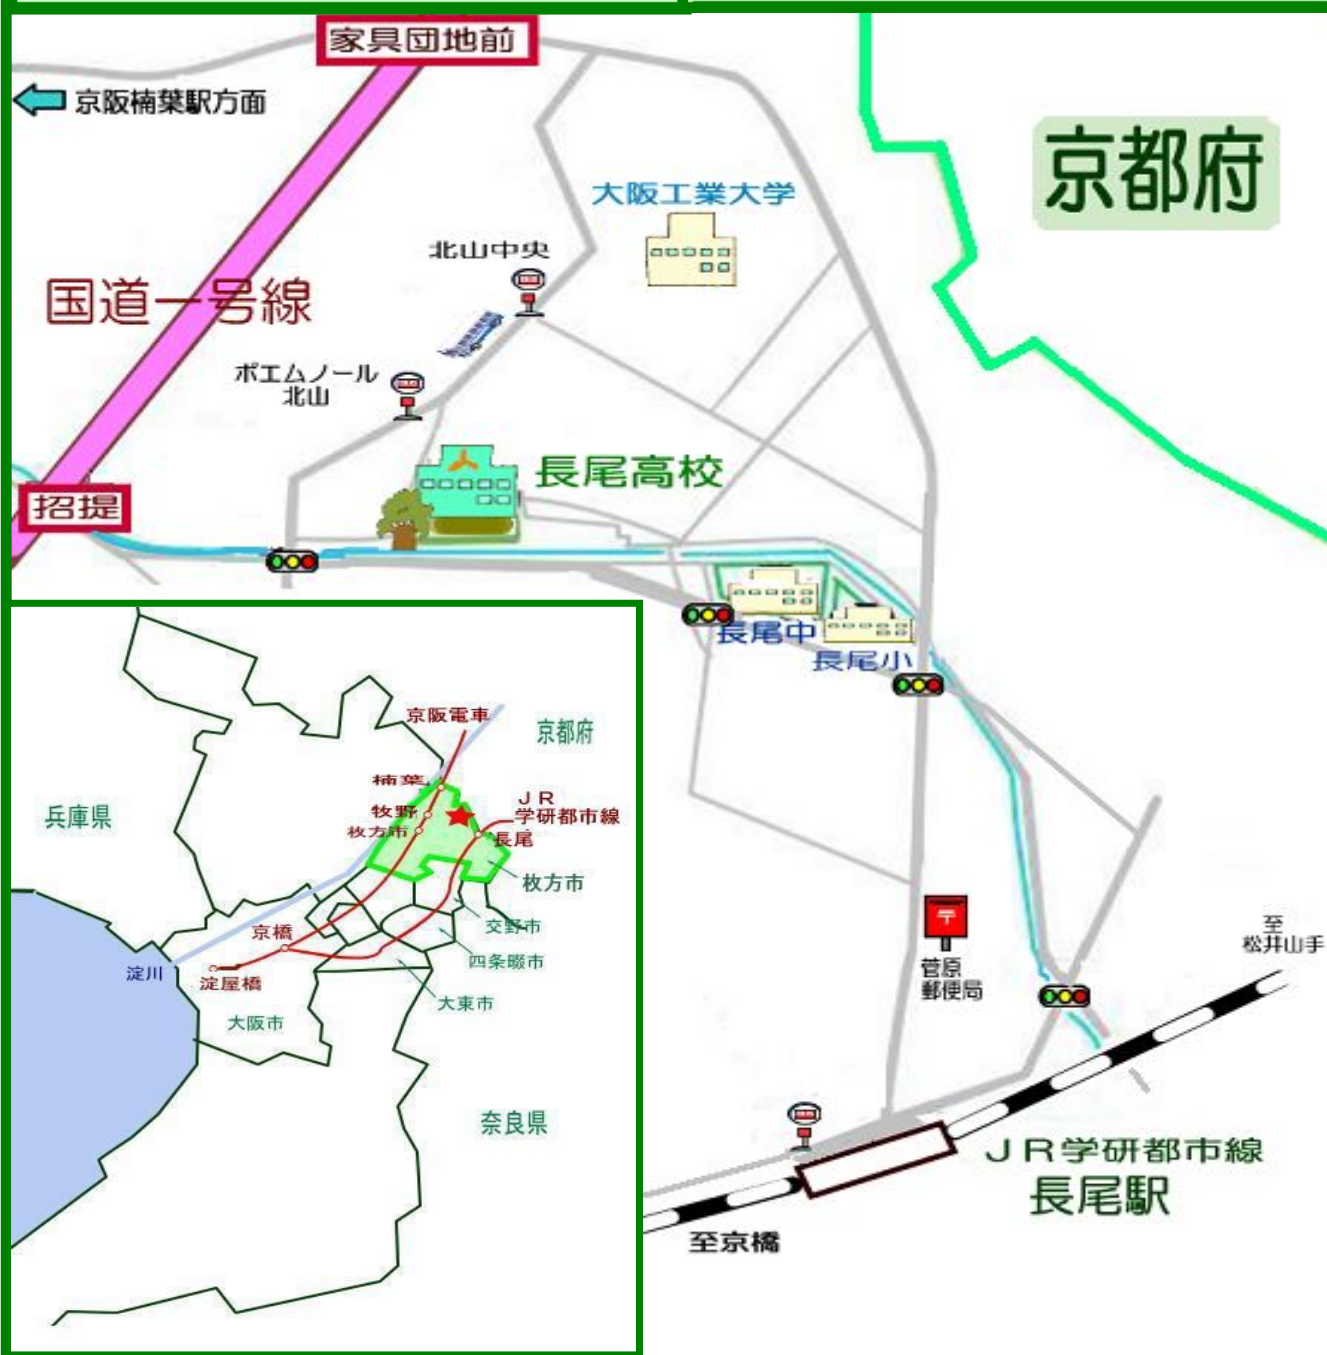 家具団地前
京阪楠葉駅方面
京都府
大阪工業大学
北山中央
国道一号線
ポエムノール
北山
長尾高校
招提
長尾中
長尾小
京阪電車
京都府
楠葉
兵庫県
牧野
枚方市
ＪＲ
学研都市線
長尾
枚方市
交野市
京橋
四条畷市
淀川
淀屋橋
大東市
大阪市
奈良県
〒
菅原
郵便局
至
松井山手
ＪＲ学研都市線
長尾駅
至京橋